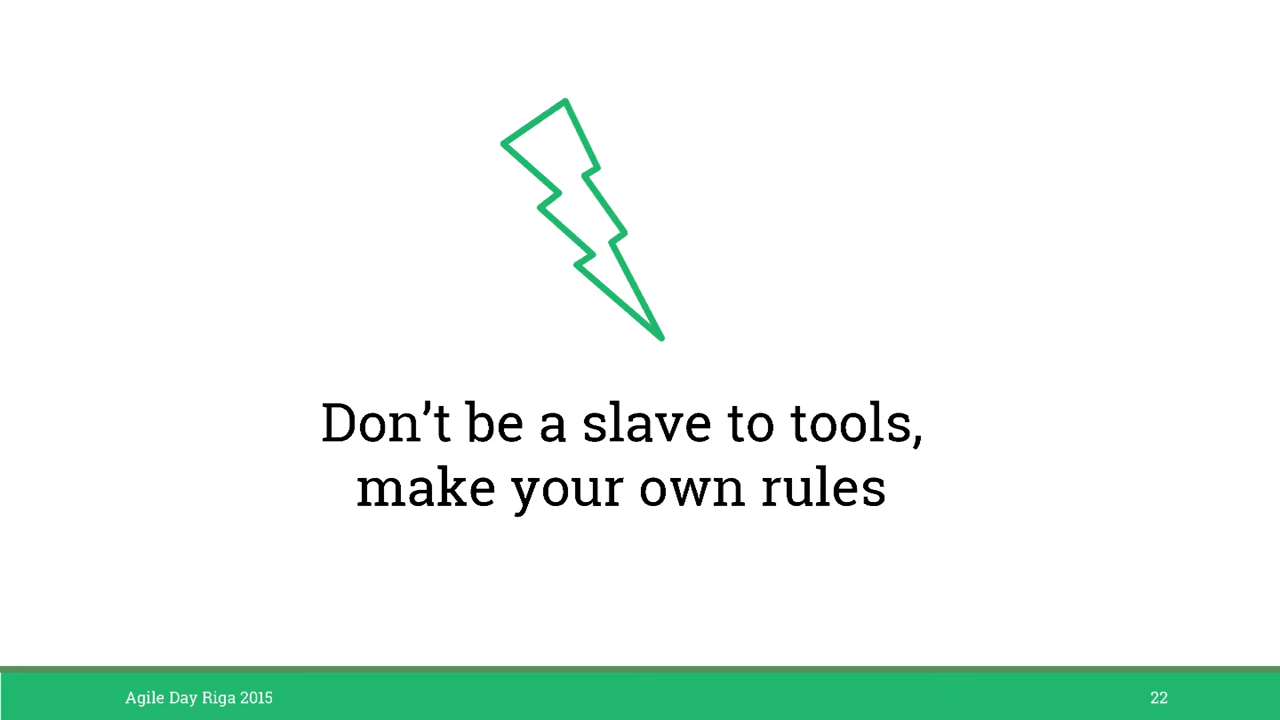 Don’t be a slave to tools,
make your own rules
Agile Day Riga 2015
22